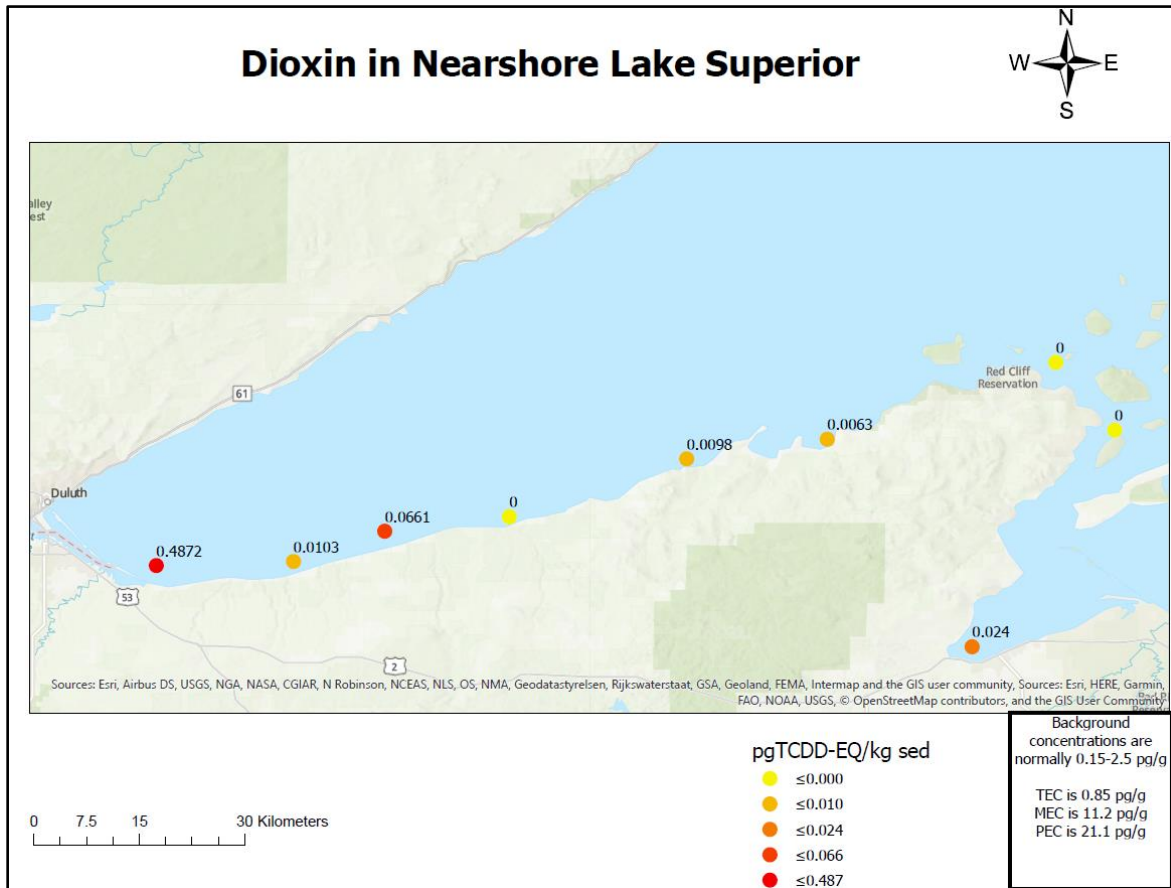 Dioxin in Nearshore Lake Superior
N
W E
S
alley
est
61
Duluth
53
2
Red Cliff
Reservation
0
0
0.0063
0.0098
0
0.0661
0.0103
0.4872
0.024
Sources: Esri, Airbus DS, USGS, NGA, NASA, CGIAR, N Robinson, NCEAS, NLS, OS, NMA, Geodatastyrelsen, Rijkswaterstaat, GSA, Geoland, FEMA, Intermap and the GIS user community, Sources: Esri, HERE, Garmin,
FAO, NOAA, USGS, © OpenStreetMap contributors, and the GIS User Community
0 7.5 15 30 Kilometers
pgTCDD-EQ/kg sed
≤0.000
≤0.010
≤0.024
≤0.066
≤0.487
Background
concentrations are
normally 0.15-2.5 pg/g
TEC is 0.85 pg/g
MEC is 11.2 pg/g
PEC is 21.1 pg/g